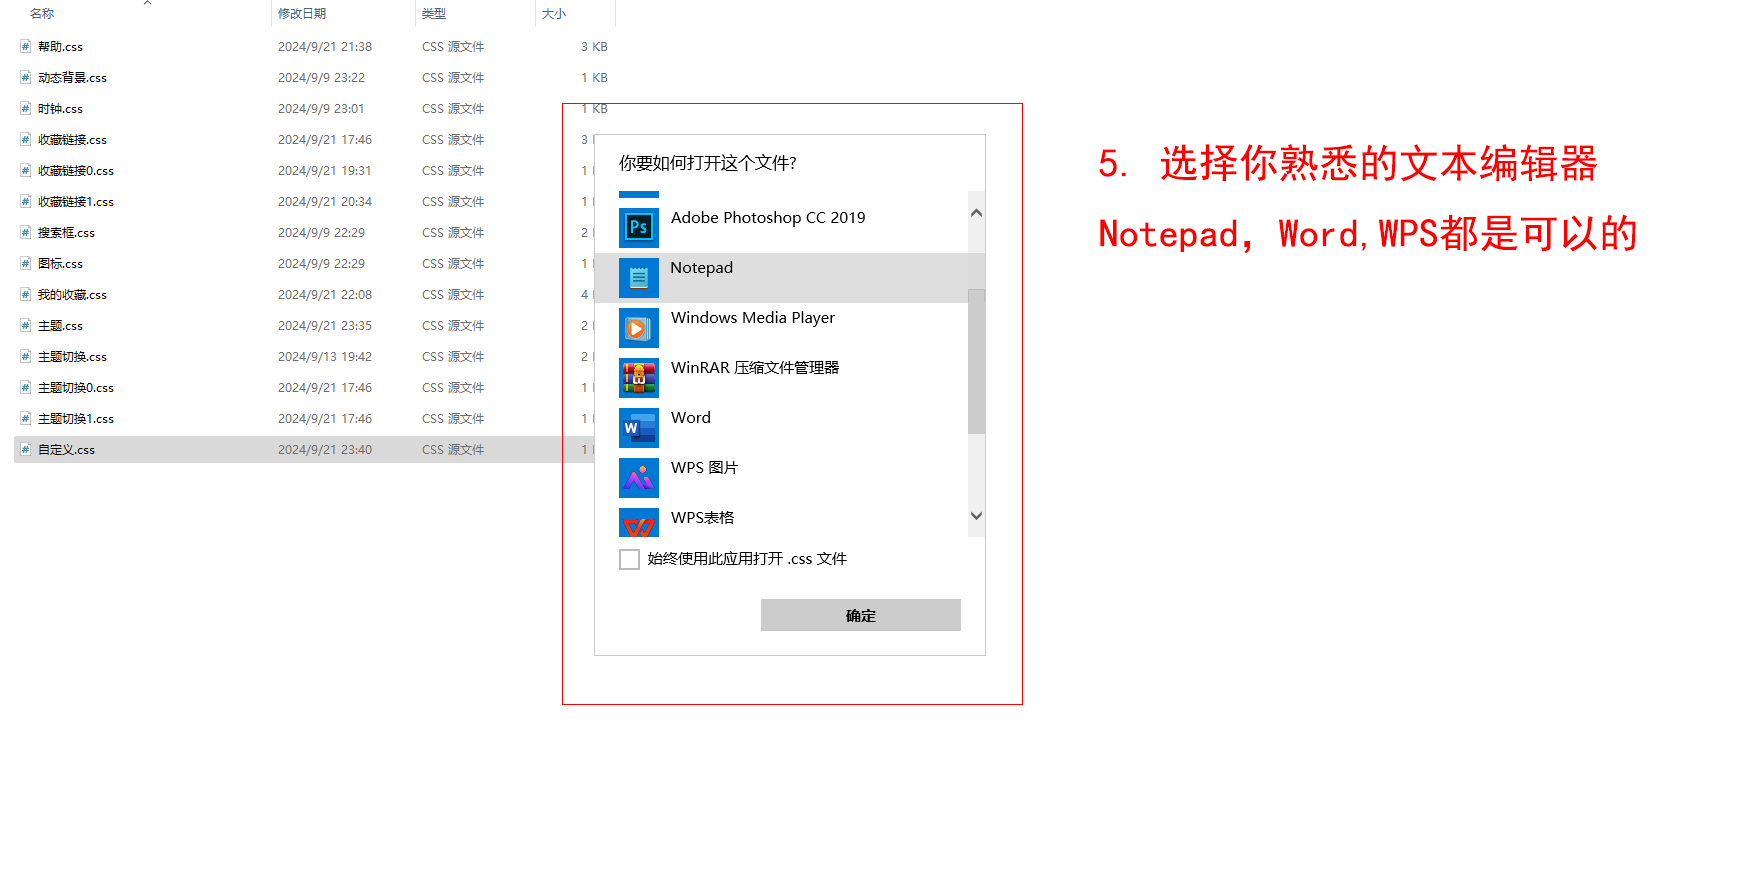 名称 修改日期 类型 大小
帮助.css 2024/9/21 21:38 CSS 源文件 3 KB
动态背景.css 2024/9/9 23:22 CSS 源文件 1 KB
时钟.css 2024/9/9 23:01 CSS 源文件 1 KB
收藏链接.css 2024/9/21 17:46 CSS 源文件 3
收藏链接0.css 2024/9/21 19:31 CSS 源文件 1
收藏链接1.css 2024/9/21 20:34 CSS 源文件 1
搜索框.css 2024/9/9 22:29 CSS 源文件 2
图标.css 2024/9/9 22:29 CSS 源文件 1
我的收藏.css 2024/9/21 22:08 CSS 源文件 4
主题.css 2024/9/21 23:35 CSS 源文件 2
主题切换.css 2024/9/13 19:42 CSS 源文件 2
主题切换0.css 2024/9/21 17:46 CSS 源文件 1
主题切换1.css 2024/9/21 17:46 CSS 源文件 1
自定义.css 2024/9/21 23:40 CSS 源文件 1
你要如何打开这个文件?
Ps Adobe Photoshop CC 2019
Notepad
Windows Media Player
WinRAR 压缩文件管理器
W Word
WPS 图片
WPS表格
始终使用此应用打开 .css 文件
确定
5. 选择你熟悉的文本编辑器
Notepad，Word,WPS都是可以的